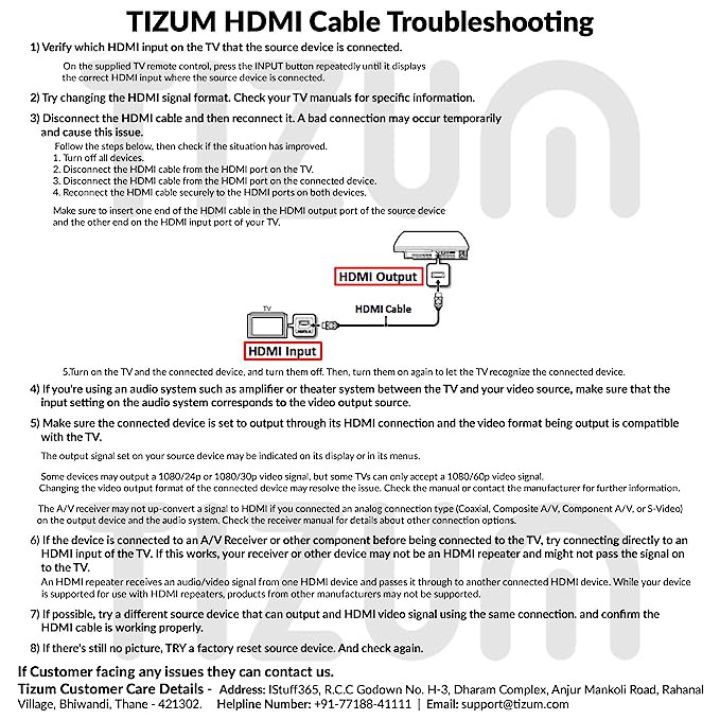 TIZUM HDMI Cable Troubleshooting
1) Verify which HDMI input on the TV that the source device is connected.
On the supplied TV remote control, press the INPUT button repeatedly until it displays
the correct HDMI input where the source device is connected.
2) Try changing the HDMI signal format. Check your TV manuals for specific information.
3) Disconnect the HDMI cable and then reconnect it. A bad connection may occur temporarily
and cause this issue.
Follow the steps below, then check if the situation has improved.
1. Turn off all devices.
2. Disconnect the HDMI cable from the HDMI port on the TV.
3. Disconnect the HDMI cable from the HDMI port on the connected device.
4. Reconnect the HDMI cable securely to the HDMI ports on both devices.
Make sure to insert one end of the HDMI cable in the HDMI output port of the source device
and the other end on the HDMI input port of your TV.
HDMI Output
HDMI Cable
TV
HDMI Input
5.Turn on the TV and the connected device, and turn them off. Then, turn them on again to let the TV recognize the connected device.
4) If you're using an audio system such as amplifier or theater system between the TV and your video source, make sure that the
input setting on the audio system corresponds to the video output source.
5) Make sure the connected device is set to output through its HDMI connection and the video format being output is compatible
with the TV.
The output signal set on your source device may be indicated on its display or in its menus.
Some devices may output a 1080/24p or 1080/30p video signal, but some TVs can only accept a 1080/60p video signal.
Changing the video output format of the connected device may resolve the issue. Check the manual or contact the manufacturer for further information.
The A/V receiver may not up-convert a signal to HDMI if you connected an analog connection type (Coaxial, Composite A/V, Component A/V, or S-Video)
on the output device and the audio system. Check the receiver manual for details about other connection options.
6) If the device is connected to an A/V Receiver or other component before being connected to the TV, try connecting directly to an
HDMI input of the TV. If this works, your receiver or other device may not be an HDMI repeater and might not pass the signal on
to the TV.
An HDMI repeater receives an audio/video signal from one HDMI device and passes it through to another connected HDMI device. While your device
is supported for use with HDMI repeaters, products from other manufacturers may not be supported.
7) If possible, try a different source device that can output and HDMI video signal using the same connection. and confirm the
HDMI cable is working properly.
8) If there's still no picture, TRY a factory reset source device. And check again.
If Customer facing any issues they can contact us.
Tizum Customer Care Details - Address: IStuff365, R.C.C Godown No. H-3, Dharam Complex, Anjur Mankoli Road, Rahanal
Village, Bhiwandi, Thane - 421302. Helpline Number: +91-77188-41111 | Email: support@tizum.com
TIZUM
TIZUM